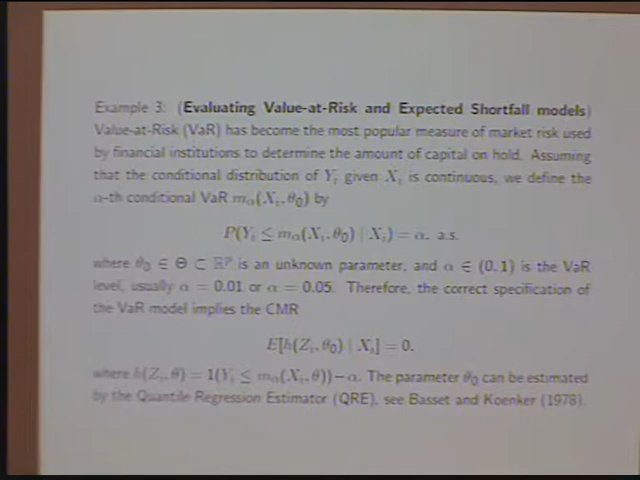 Example 3: (Evaluating Value-at-Risk and Expected Shortfall models)
Value-at-Risk (VaR) has become the most popular measure of market risk used
by financial institutions to determine the amount of capital on hold. Assuming
that the conditional distribution of Y_t given X_t is continuous, we define the
α-th conditional VaR m_α(X_t, θ_0) by
P(Y_t ≤ m_α(X_t, θ_0) | X_t) = α, a.s.
where θ_0 ∈ Θ ⊂ ℝ^p is an unknown parameter, and α ∈ (0,1) is the VaR
level, usually α = 0.01 or α = 0.05. Therefore, the correct specification of
the VaR model implies the CMR
E[h(Z_t, θ_0) | X_t] = 0.
where h(Z_t, θ) = 1(Y_t ≤ m_α(X_t, θ)) − α. The parameter θ_0 can be estimated
by the Quantile Regression Estimator (QRE), see Basset and Koenker (1978).